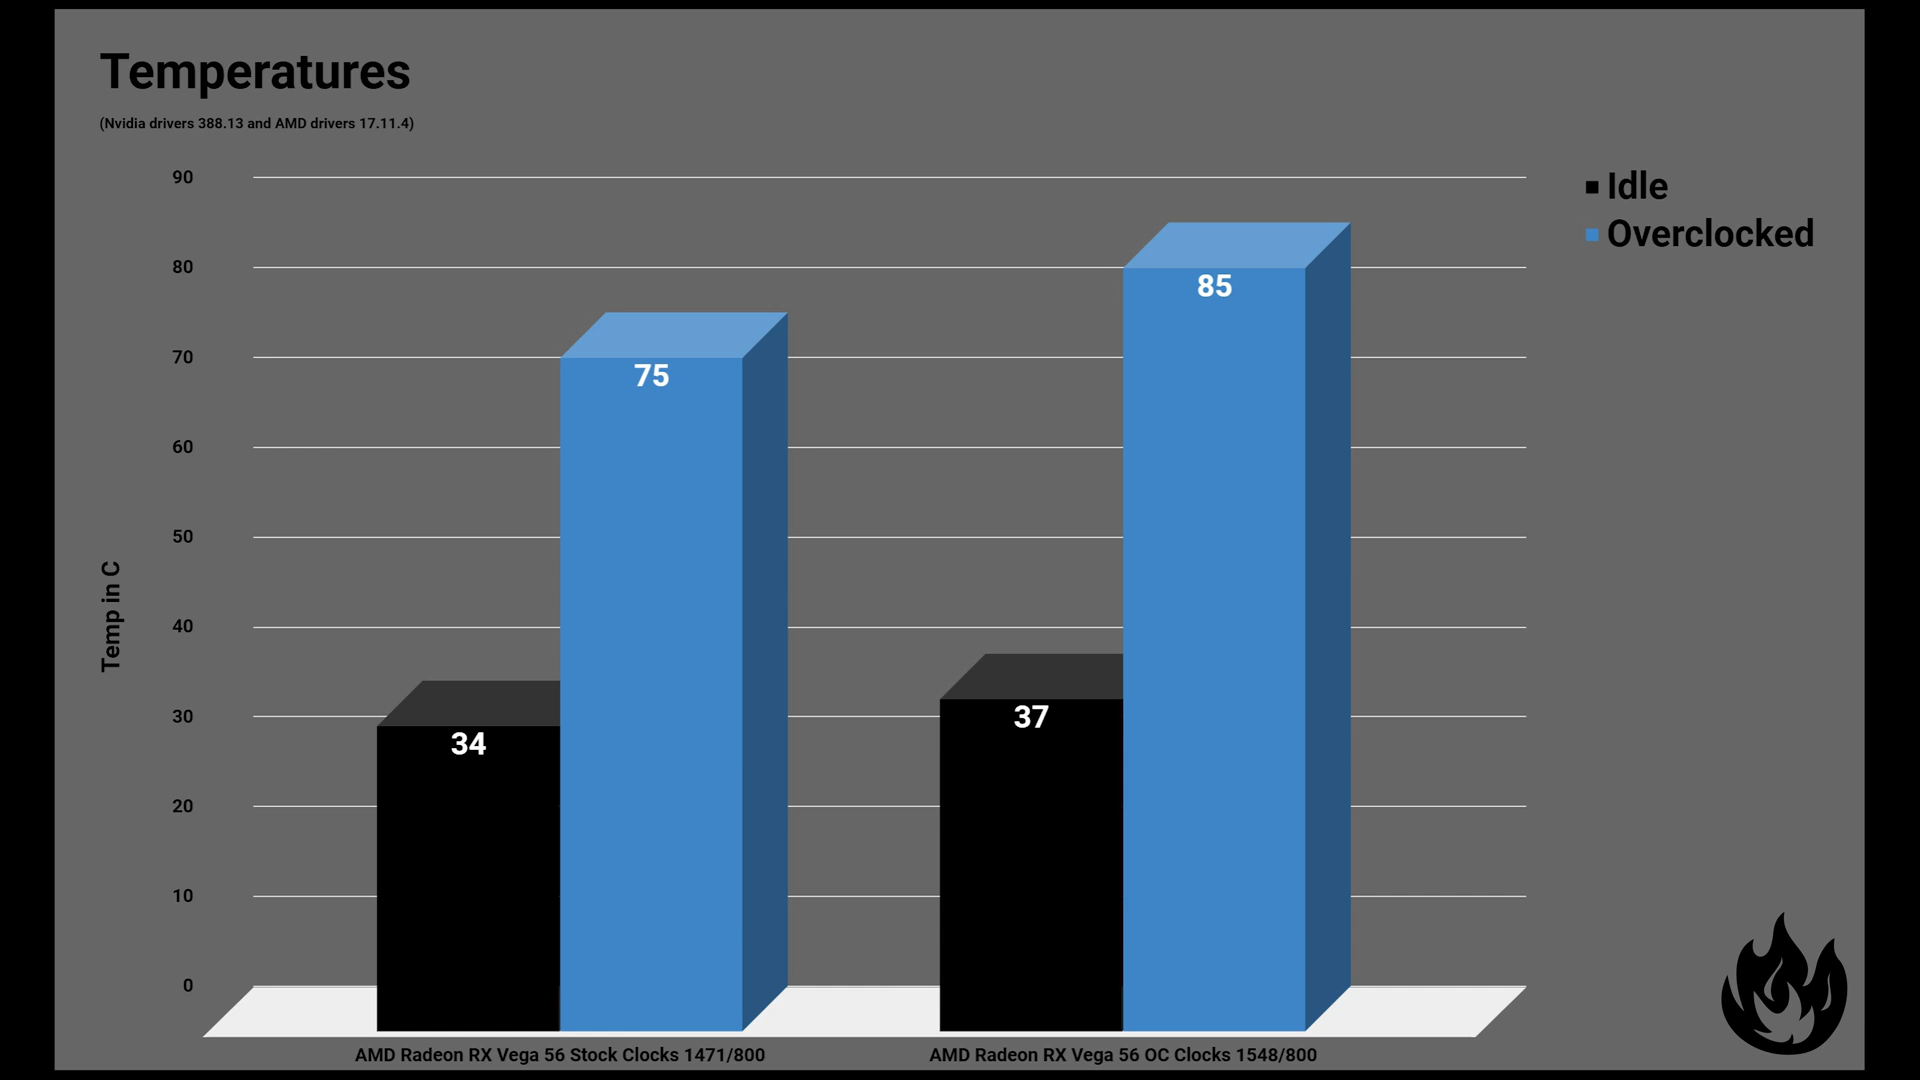 Temperatures
(Nvidia drivers 388.13 and AMD drivers 17.11.4)
90
80
70
60
50
40
30
20
10
0
Temp in C
34
75
37
85
AMD Radeon RX Vega 56 Stock Clocks 1471/800
AMD Radeon RX Vega 56 OC Clocks 1548/800
Idle
Overclocked